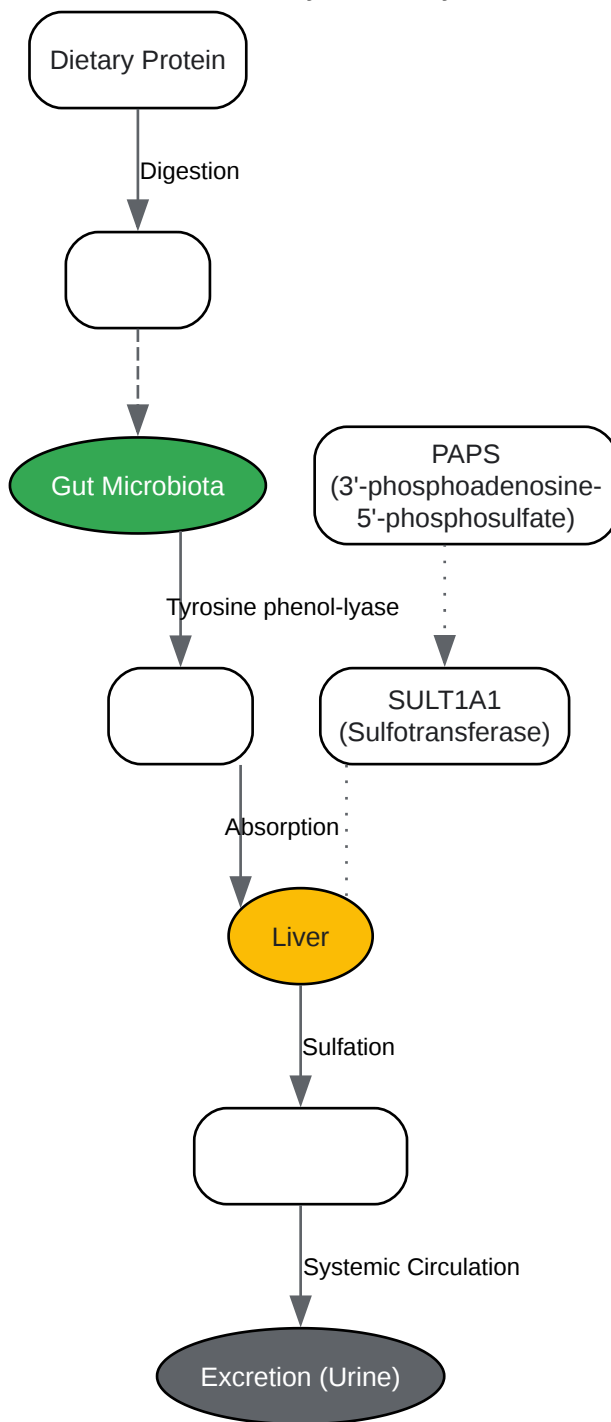 Dietary Protein
Digestion
Gut Microbiota
PAPS
(3'-phosphoadenosine-
5'-phosphosulfate)
Tyrosine phenol-lyase
SULT1A1
(Sulfotransferase)
Absorption
Liver
Sulfation
Systemic Circulation
Excretion (Urine)